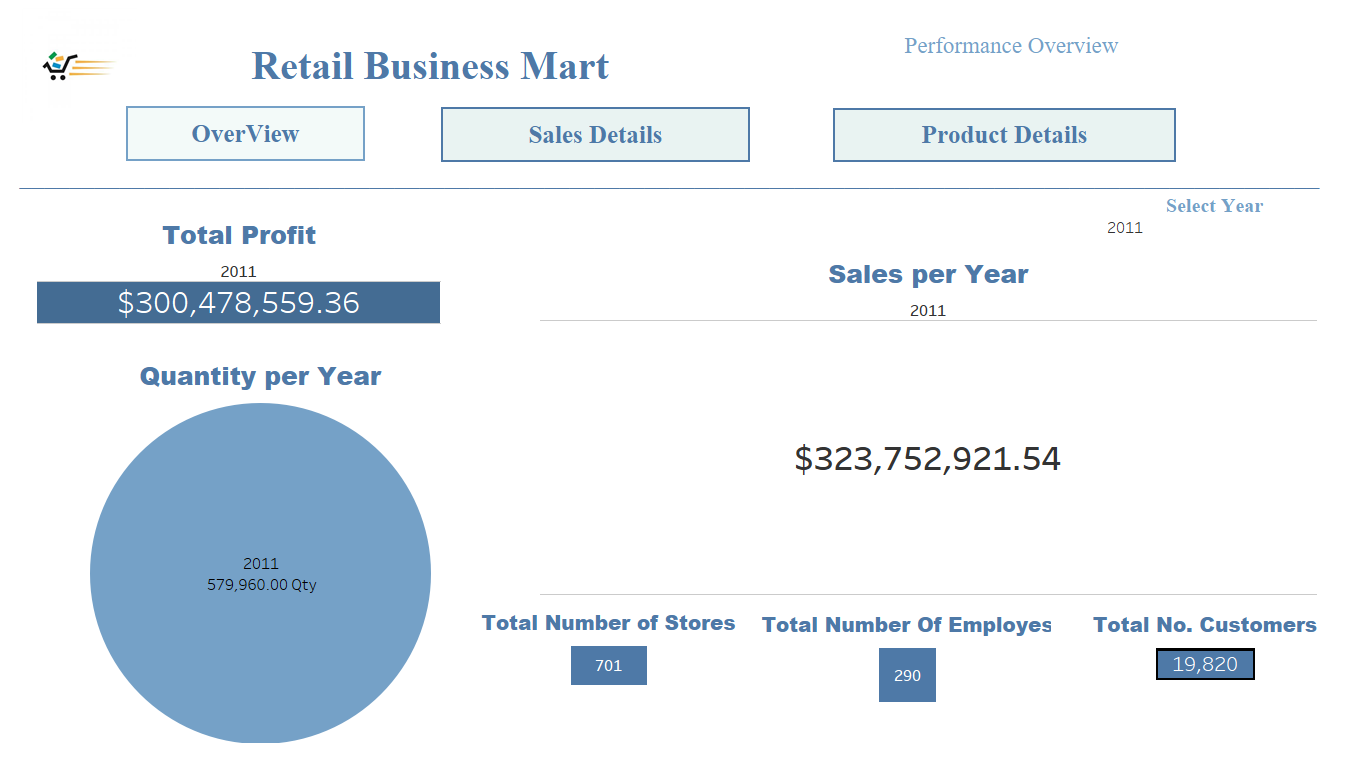 Retail Business Mart
Performance Overview
OverView
Sales Details
Product Details
Select Year
2011
Total Profit
2011
$300,478,559.36
Sales per Year
2011
$323,752,921.54
Quantity per Year
2011
579,960.00 Qty
Total Number of Stores
701
Total Number Of Employes
290
Total No. Customers
19,820